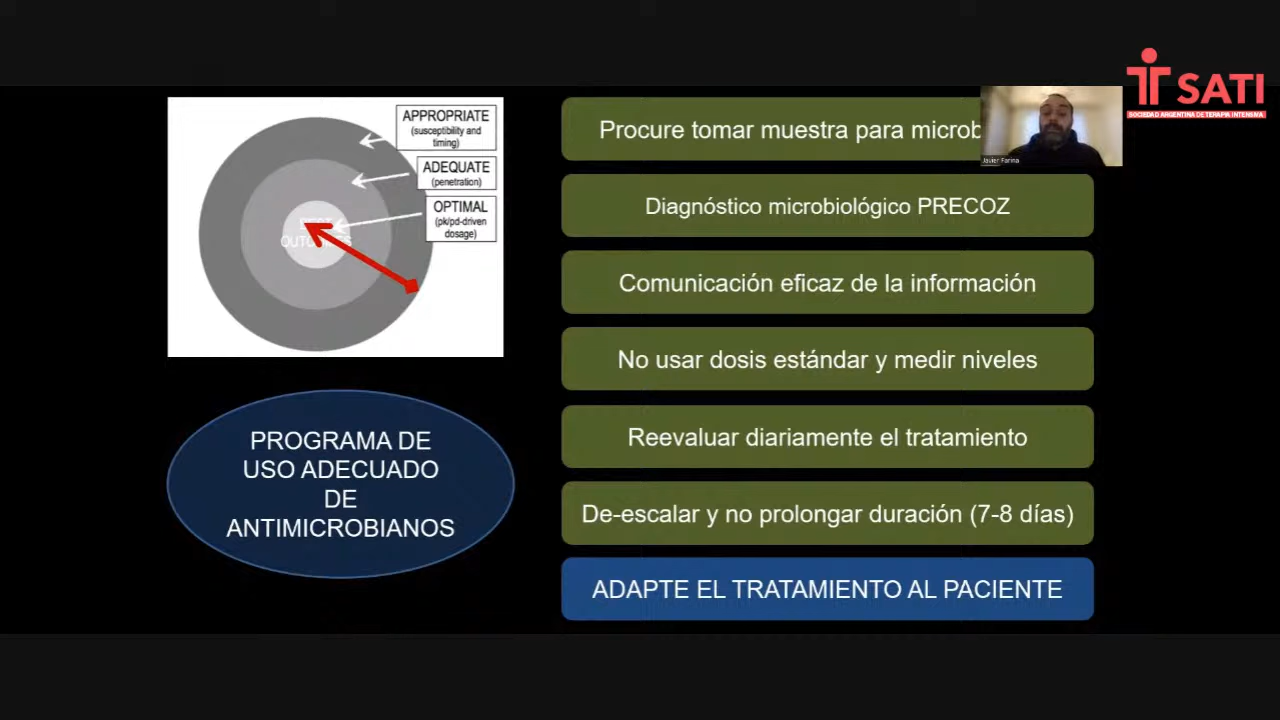 SATI
SOCIEDAD ARGENTINA DE TERAPIA INTENSIVA
Javier Farina
APPROPRIATE
(susceptibility and
timing)
ADEQUATE
(penetration)
OPTIMAL
(pk/pd-driven
dosage)
PROGRAMA DE
USO ADECUADO
DE
ANTIMICROBIANOS
Procure tomar muestra para
Diagnóstico microbiológico PRECOZ
Comunicación eficaz de la información
No usar dosis estándar y medir niveles
Reevaluar diariamente el tratamiento
De-escalar y no prolongar duración (7-8 días)
ADAPTE EL TRATAMIENTO AL PACIENTE